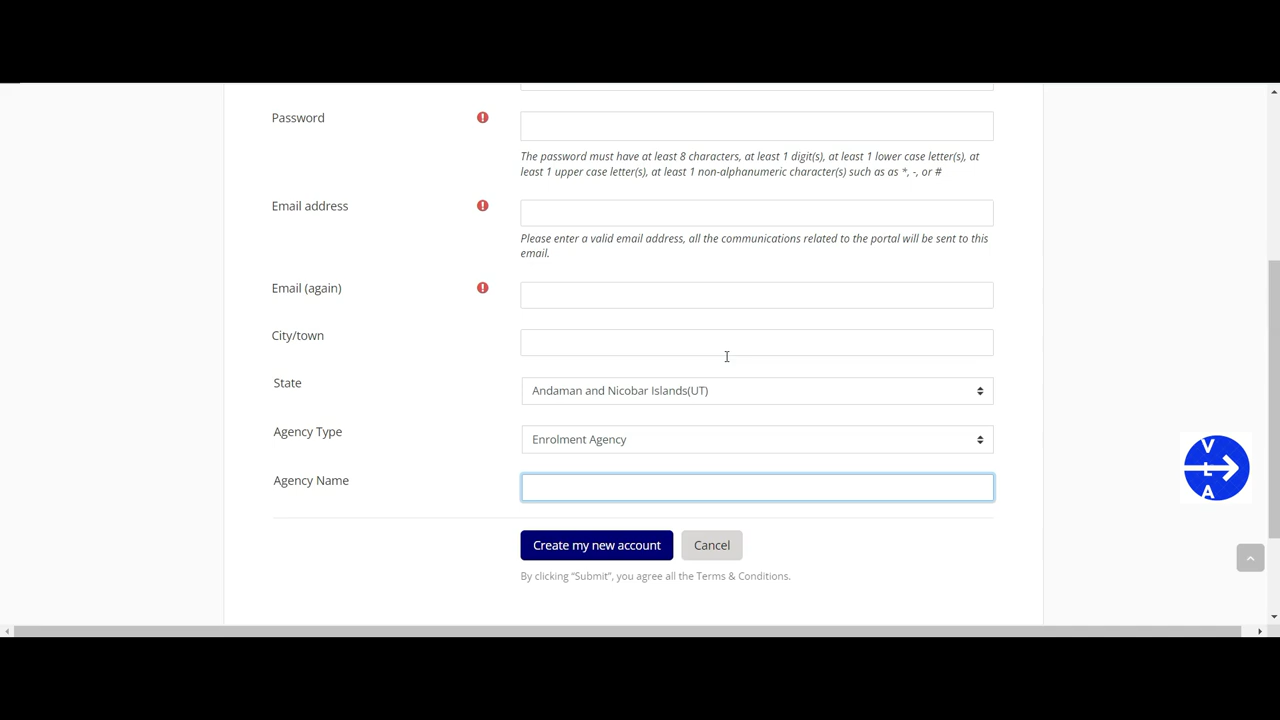 Password
The password must have at least 8 characters, at least 1 digit(s), at least 1 lower case letter(s), at
least 1 upper case letter(s), at least 1 non-alphanumeric character(s) such as as *, -, or #
Email address
Please enter a valid email address, all the communications related to the portal will be sent to this
email.
Email (again)
City/town
State
Andaman and Nicobar Islands(UT)
Agency Type
Enrolment Agency
Agency Name
V
L
A
Create my new account
Cancel
By clicking “Submit”, you agree all the Terms & Conditions.